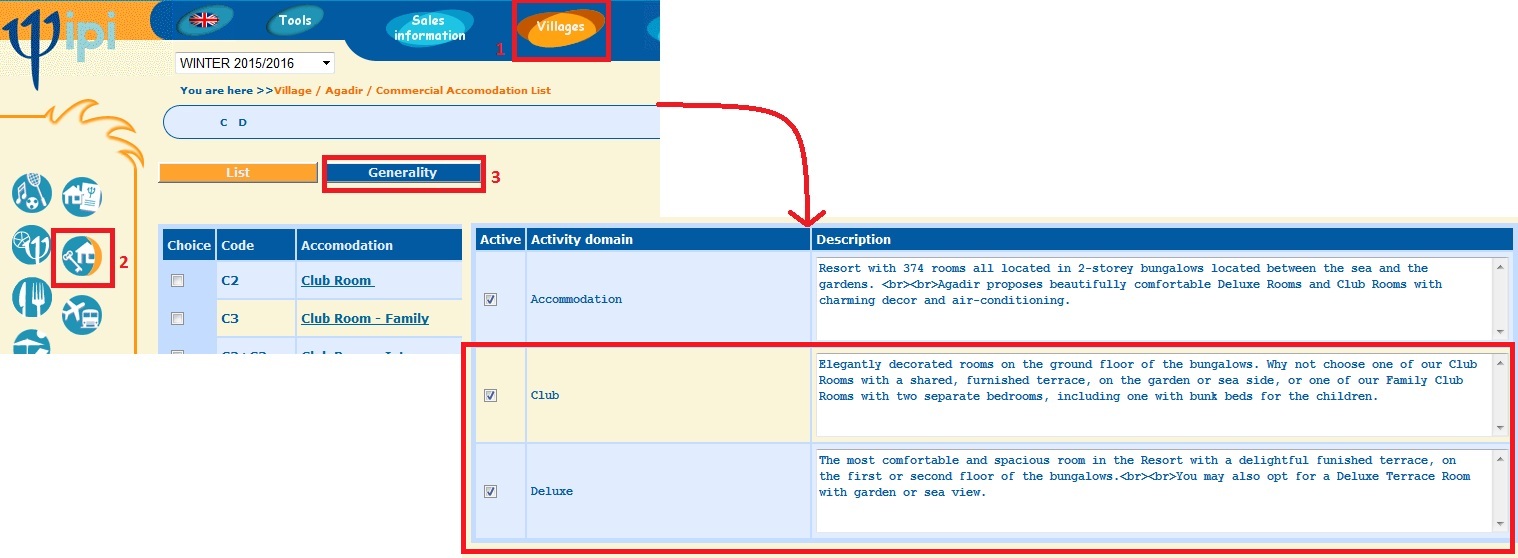 ipi
Tools
Sales
information
Villages
1
WINTER 2015/2016
You are here >>Village / Agadir / Commercial Accomodation List
C D
List
Generality
3
2
Choice Code Accomodation
C2 Club Room
C3 Club Room - Family
Active Activity domain Description
Accommodation
Resort with 374 rooms all located in 2-storey bungalows located between the sea and the
gardens. <br><br>Agadir proposes beautifully comfortable Deluxe Rooms and Club Rooms with
charming decor and air-conditioning.
Club
Elegantly decorated rooms on the ground floor of the bungalows. Why not choose one of our Club
Rooms with a shared, furnished terrace, on the garden or sea side, or one of our Family Club
Rooms with two separate bedrooms, including one with bunk beds for the children.
Deluxe
The most comfortable and spacious room in the Resort with a delightful funished terrace, on
the first or second floor of the bungalows.<br><br>You may also opt for a Deluxe Terrace Room
with garden or sea view.